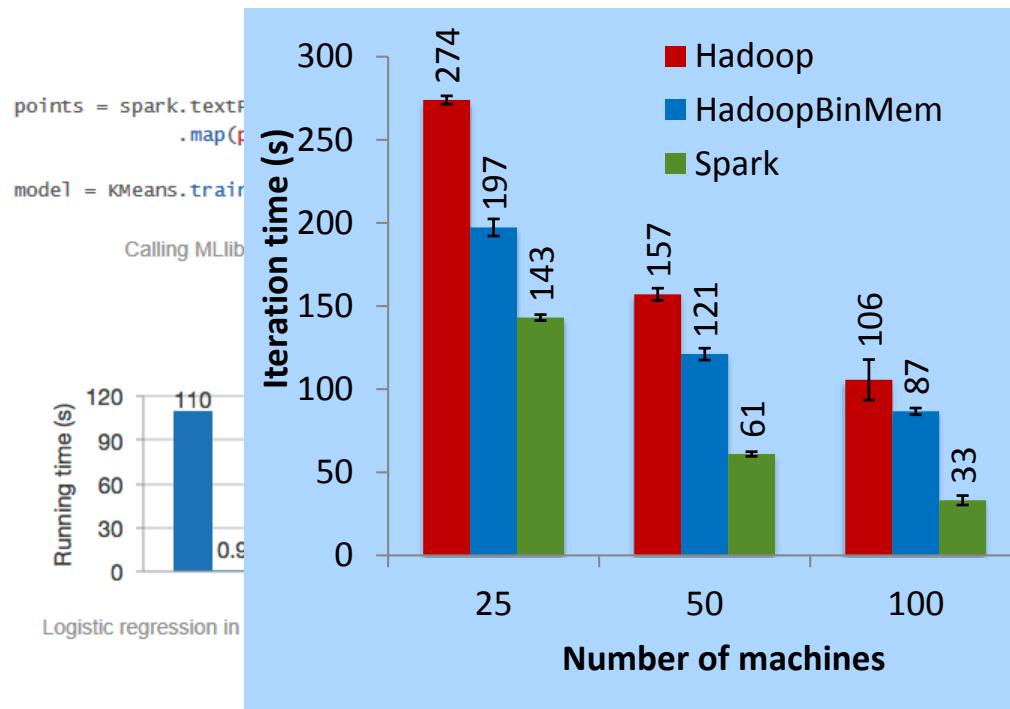 points = spark.textF
.map(p
model = KMeans.train
Calling MLlib
120
90
60
30
0
Running time (s)
110
0.9
Logistic regression in
300
250
200
150
100
50
0
Iteration time (s)
Hadoop
HadoopBinMem
Spark
274
197
143
157
121
61
106
87
33
25 50 100
Number of machines